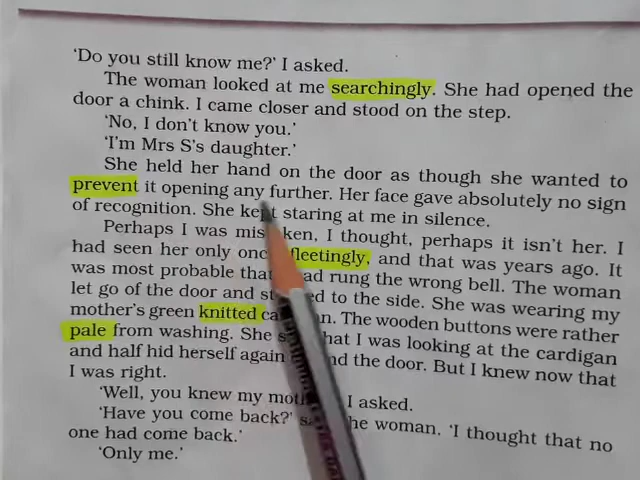 'Do you still know me?' I asked.
The woman looked at me searchingly. She had opened the
door a chink. I came closer and stood on the step.
'No, I don't know you.'
'I'm Mrs S's daughter.'
She held her hand on the door as though she wanted to
prevent it opening any further. Her face gave absolutely no sign
of recognition. She kept staring at me in silence.
Perhaps I was mis ken, I thought, perhaps it isn't her. I
had seen her only once fleetingly, and that was years ago. It
was most probable that ad rung the wrong bell. The woman
let go of the door and st ed to the side. She was wearing my
mother's green knitted ca an. The wooden buttons were rather
pale from washing. She s hat I was looking at the cardigan
and half hid herself again nd the door. But I knew now that
I was right.
'Well, you knew my moth I asked.
'Have you come back?' sa he woman. 'I thought that no
one had come back.'
'Only me.'